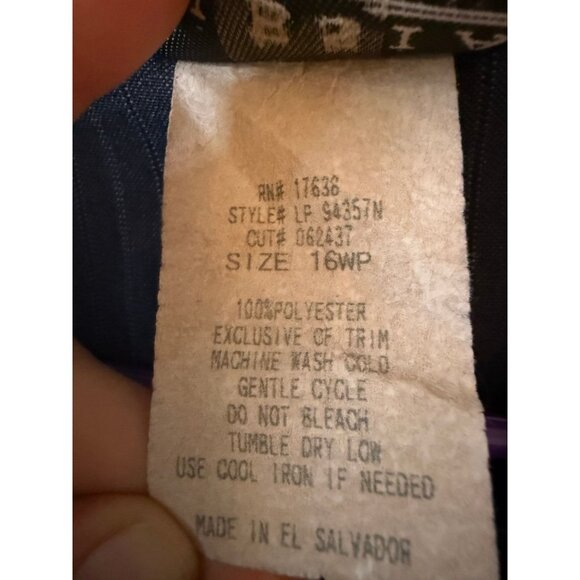 RN# 17636
STYLE# LP 94357N
CUT# 062437
SIZE 16WP
100%POLYESTER
EXCLUSIVE OF TRIM
MACHINE WASH COLD
GENTLE CYCLE
DO NOT BLEACH
TUMBLE DRY LOW
USE COOL IRON IF NEEDED
MADE IN EL SALVADOR